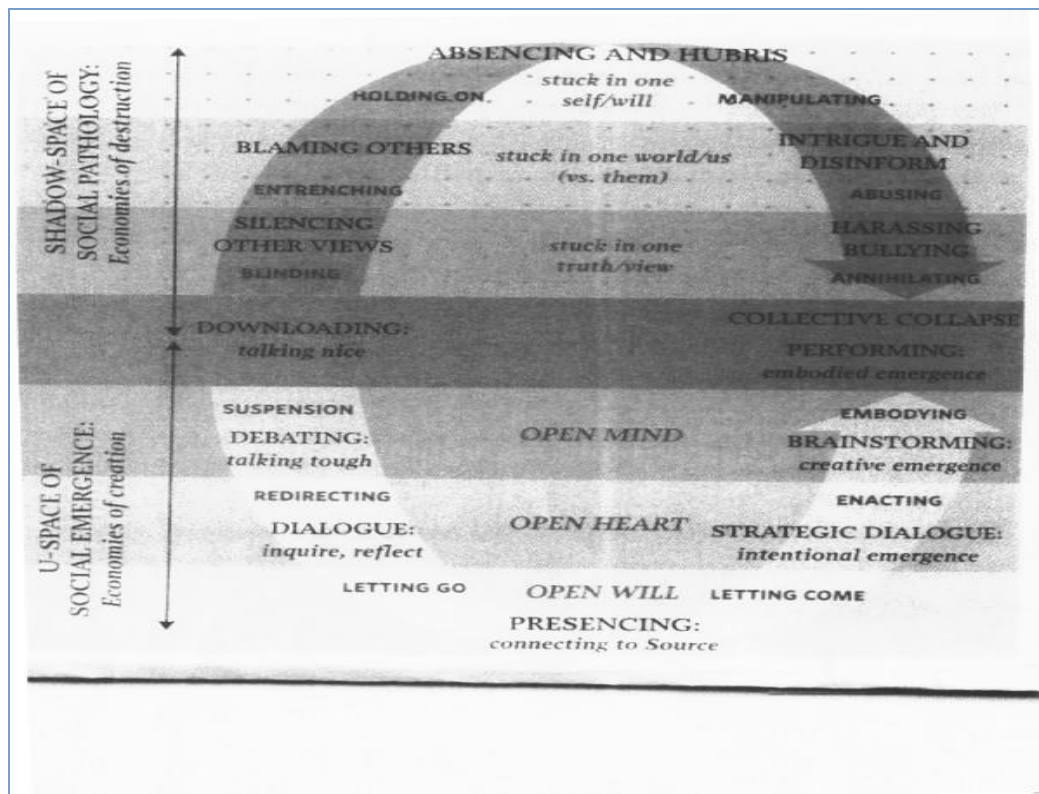 SHADOW-SPACE OF
SOCIAL PATHOLOGY:
Economies of destruction
U-SPACE OF
SOCIAL EMERGENCE:
Economies of creation
ABSENCING AND HUBRIS
HOLDING ON
stuck in one
self/will
MANIPULATING
BLAMING OTHERS
stuck in one world/us
(vs. them)
INTRIGUE AND
DISINFORM
ENTRENCHING
ABUSING
SILENCING
OTHER VIEWS
stuck in one
truth/view
HARASSING
BULLYING
BLINDING
ANNIHILATING
DOWNLOADING:
talking nice
COLLECTIVE COLLAPSE
PERFORMING:
embodied emergence
SUSPENSION
EMBODYING
DEBATING:
talking tough
OPEN MIND
BRAINSTORMING:
creative emergence
REDIRECTING
ENACTING
DIALOGUE:
inquire, reflect
OPEN HEART
STRATEGIC DIALOGUE:
intentional emergence
LETTING GO
OPEN WILL
LETTING COME
PRESENCING:
connecting to Source